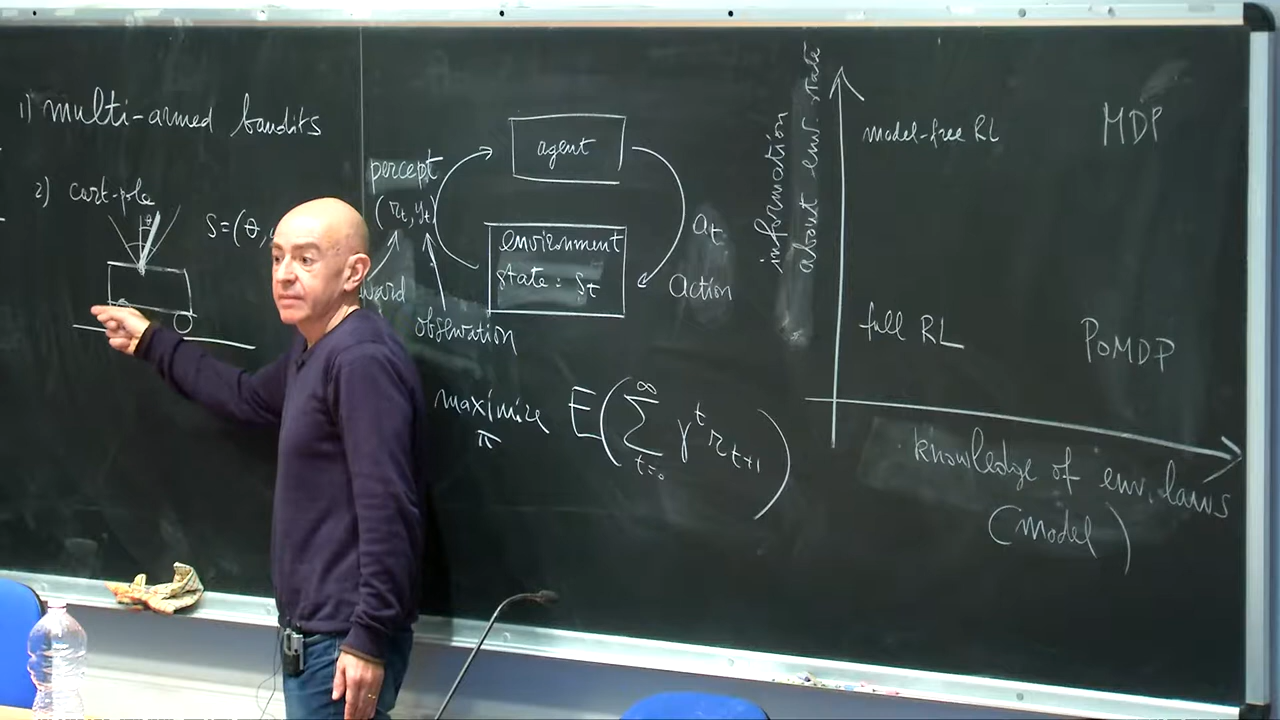 1) multi-armed bandits
2) cart-pole
θ
S=(θ,
percept
(r_t, y_t)
ward
observation
agent
environment
state: S_t
a_t
Action
maximize
π
E(∑_{t=0}^{∞} γ^t r_{t+1})
information
about env. state
model-free RL
MDP
full RL
POMDP
knowledge of env. laws
(model)